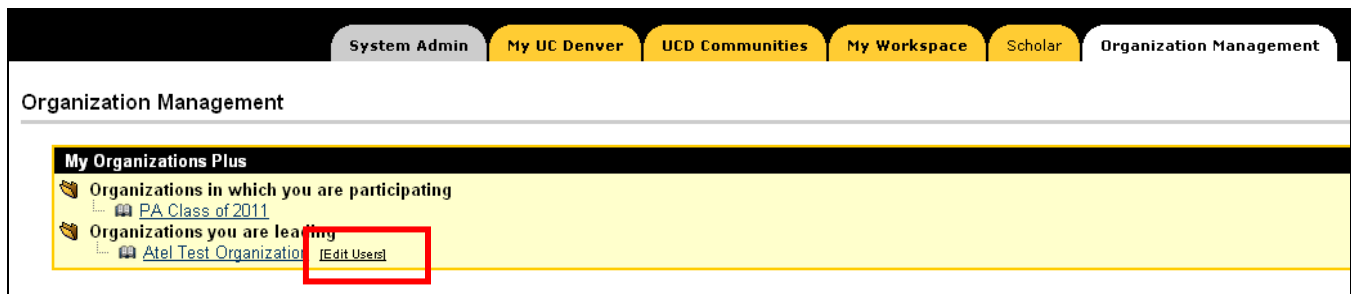 System Admin My UC Denver UCD Communities My Workspace Scholar Organization Management
Organization Management
My Organizations Plus
Organizations in which you are participating
PA Class of 2011
Organizations you are leading
Atel Test Organization [Edit Users]